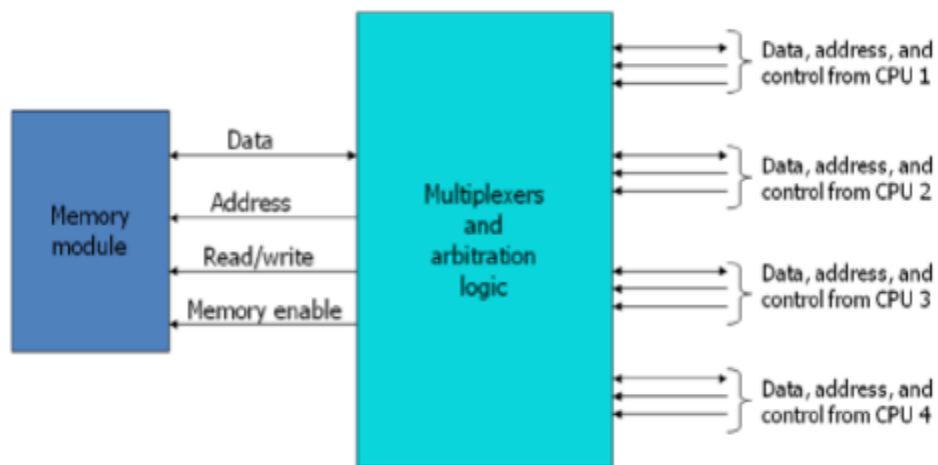 Data, address, and
control from CPU 1
Data
Data, address, and
control from CPU 2
Memory
module
Address
Multiplexers
and
arbitration
logic
Read/write
Memory enable
Data, address, and
control from CPU 3
Data, address, and
control from CPU 4